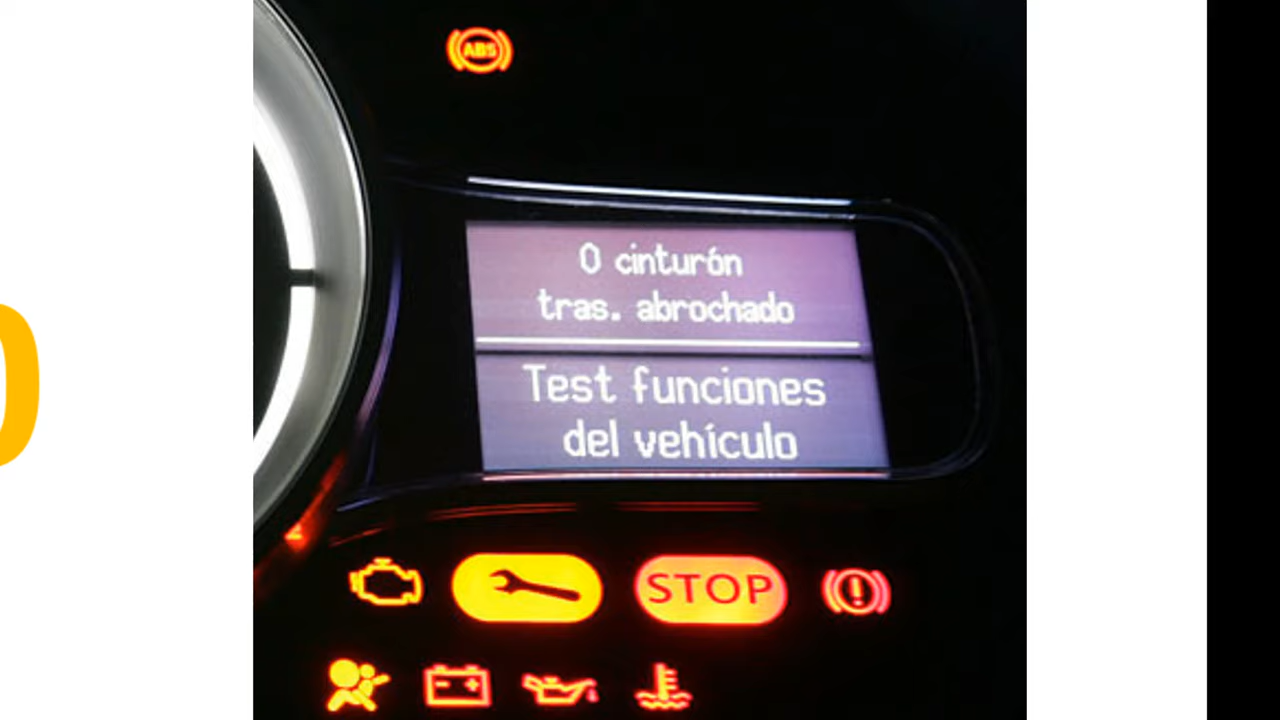 ABS
0 cinturón
tras. abrochado
Test funciones
del vehículo
STOP